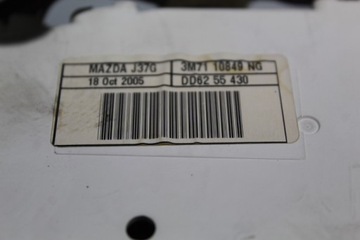 MAZDA J37G 3M71 10849 NG
18 Oct 2005 DD62 55 430